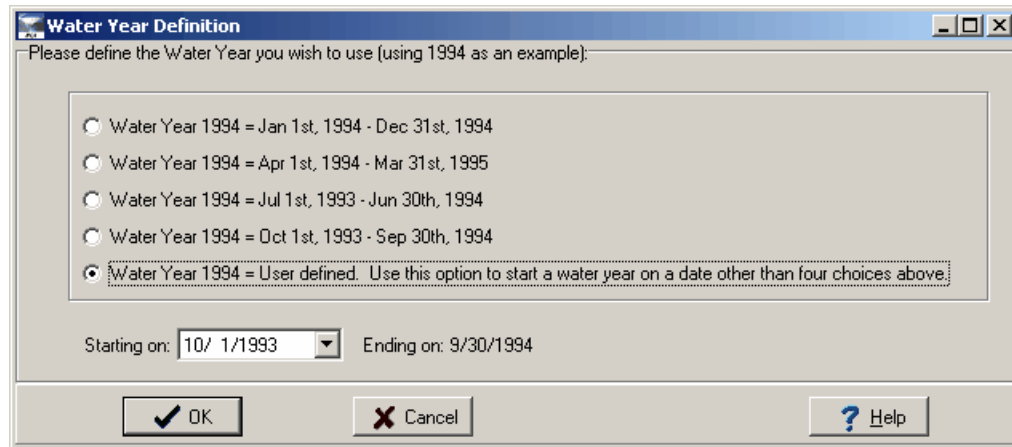 Water Year Definition
Please define the Water Year you wish to use (using 1994 as an example):
Water Year 1994 = Jan 1st, 1994 - Dec 31st, 1994
Water Year 1994 = Apr 1st, 1994 - Mar 31st, 1995
Water Year 1994 = Jul 1st, 1993 - Jun 30th, 1994
Water Year 1994 = Oct 1st, 1993 - Sep 30th, 1994
Water Year 1994 = User defined.  Use this option to start a water year on a date other than four choices above.
Starting on: 10/ 1/1993 Ending on: 9/30/1994
OK Cancel Help